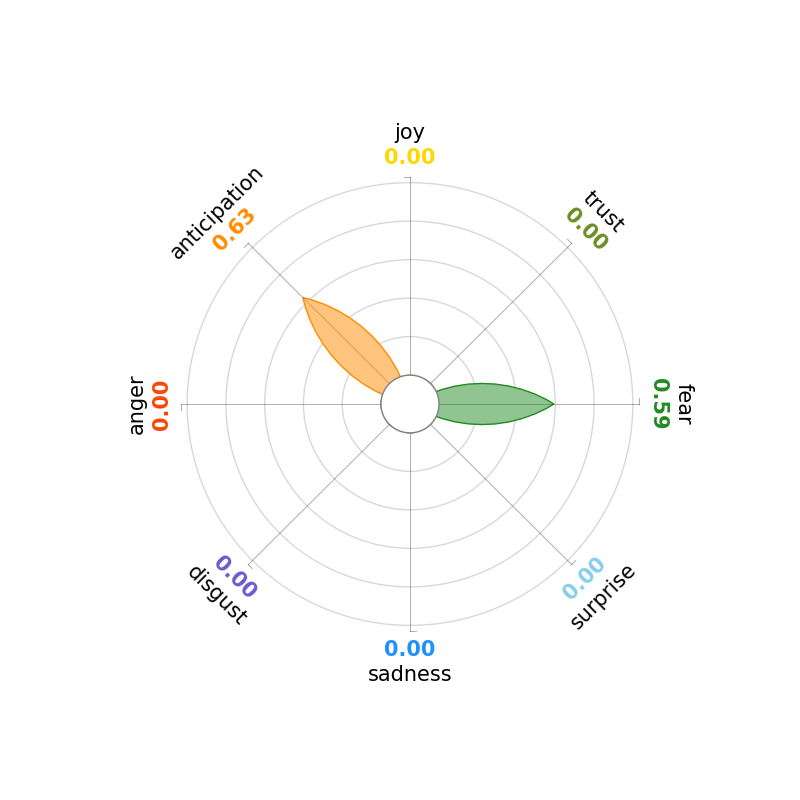 joy
0.00
trust
0.00
fear
0.59
surprise
0.00
sadness
0.00
disgust
0.00
anger
0.00
anticipation
0.63